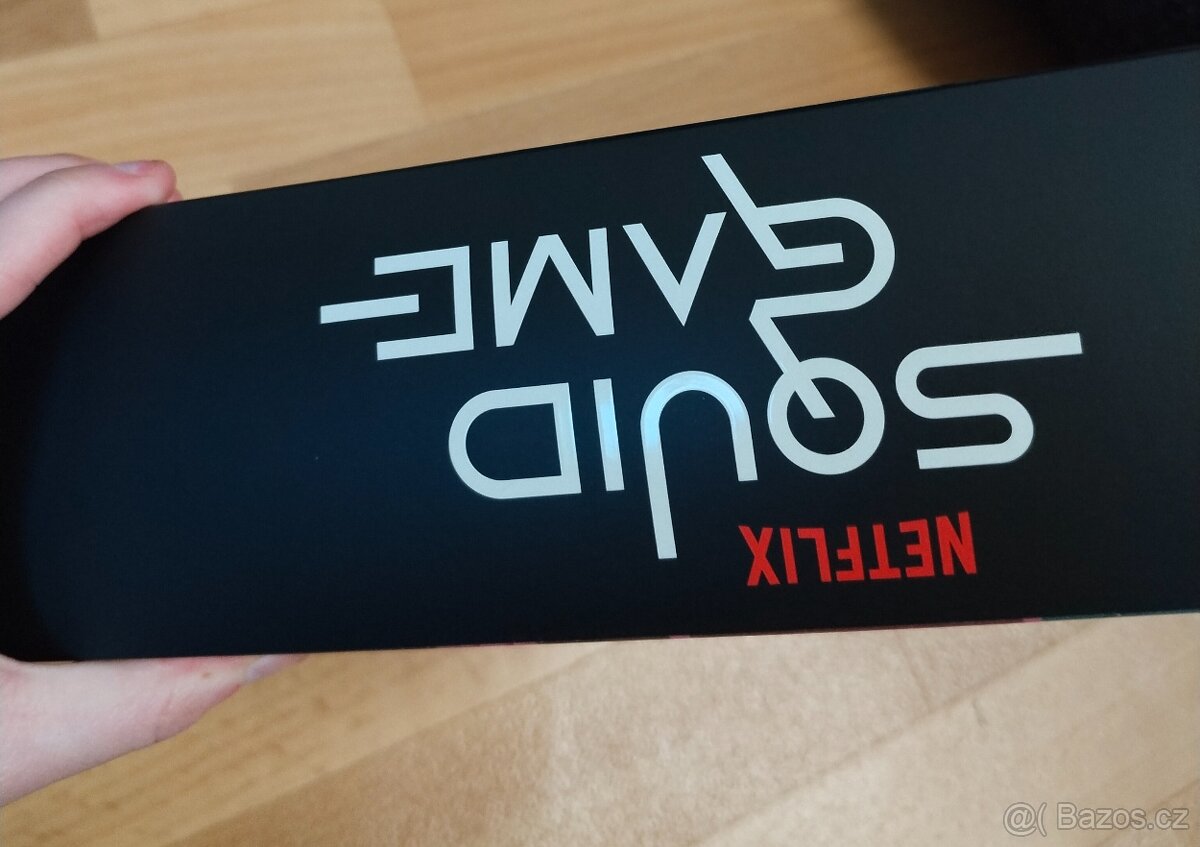 NETFLIX
SQUID
GAME
@( Bazos.cz